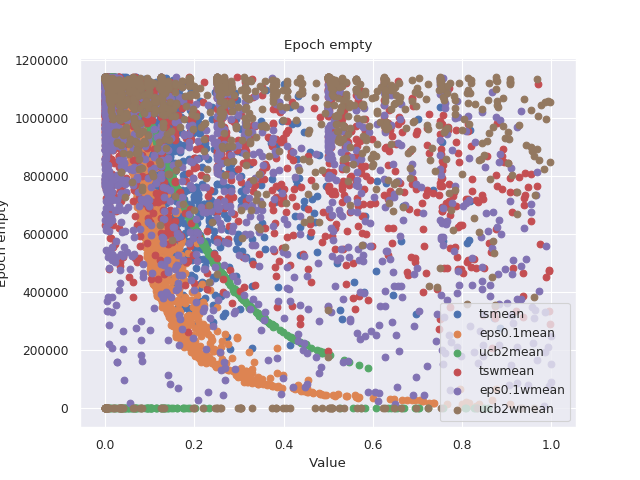 Epoch empty
1200000
1000000
800000
600000
400000
200000
0
Epoch empty
0.0 0.2 0.4 0.6 0.8 1.0
Value
tsmean
eps0.1mean
ucb2mean
tswmean
eps0.1wmean
ucb2wmean